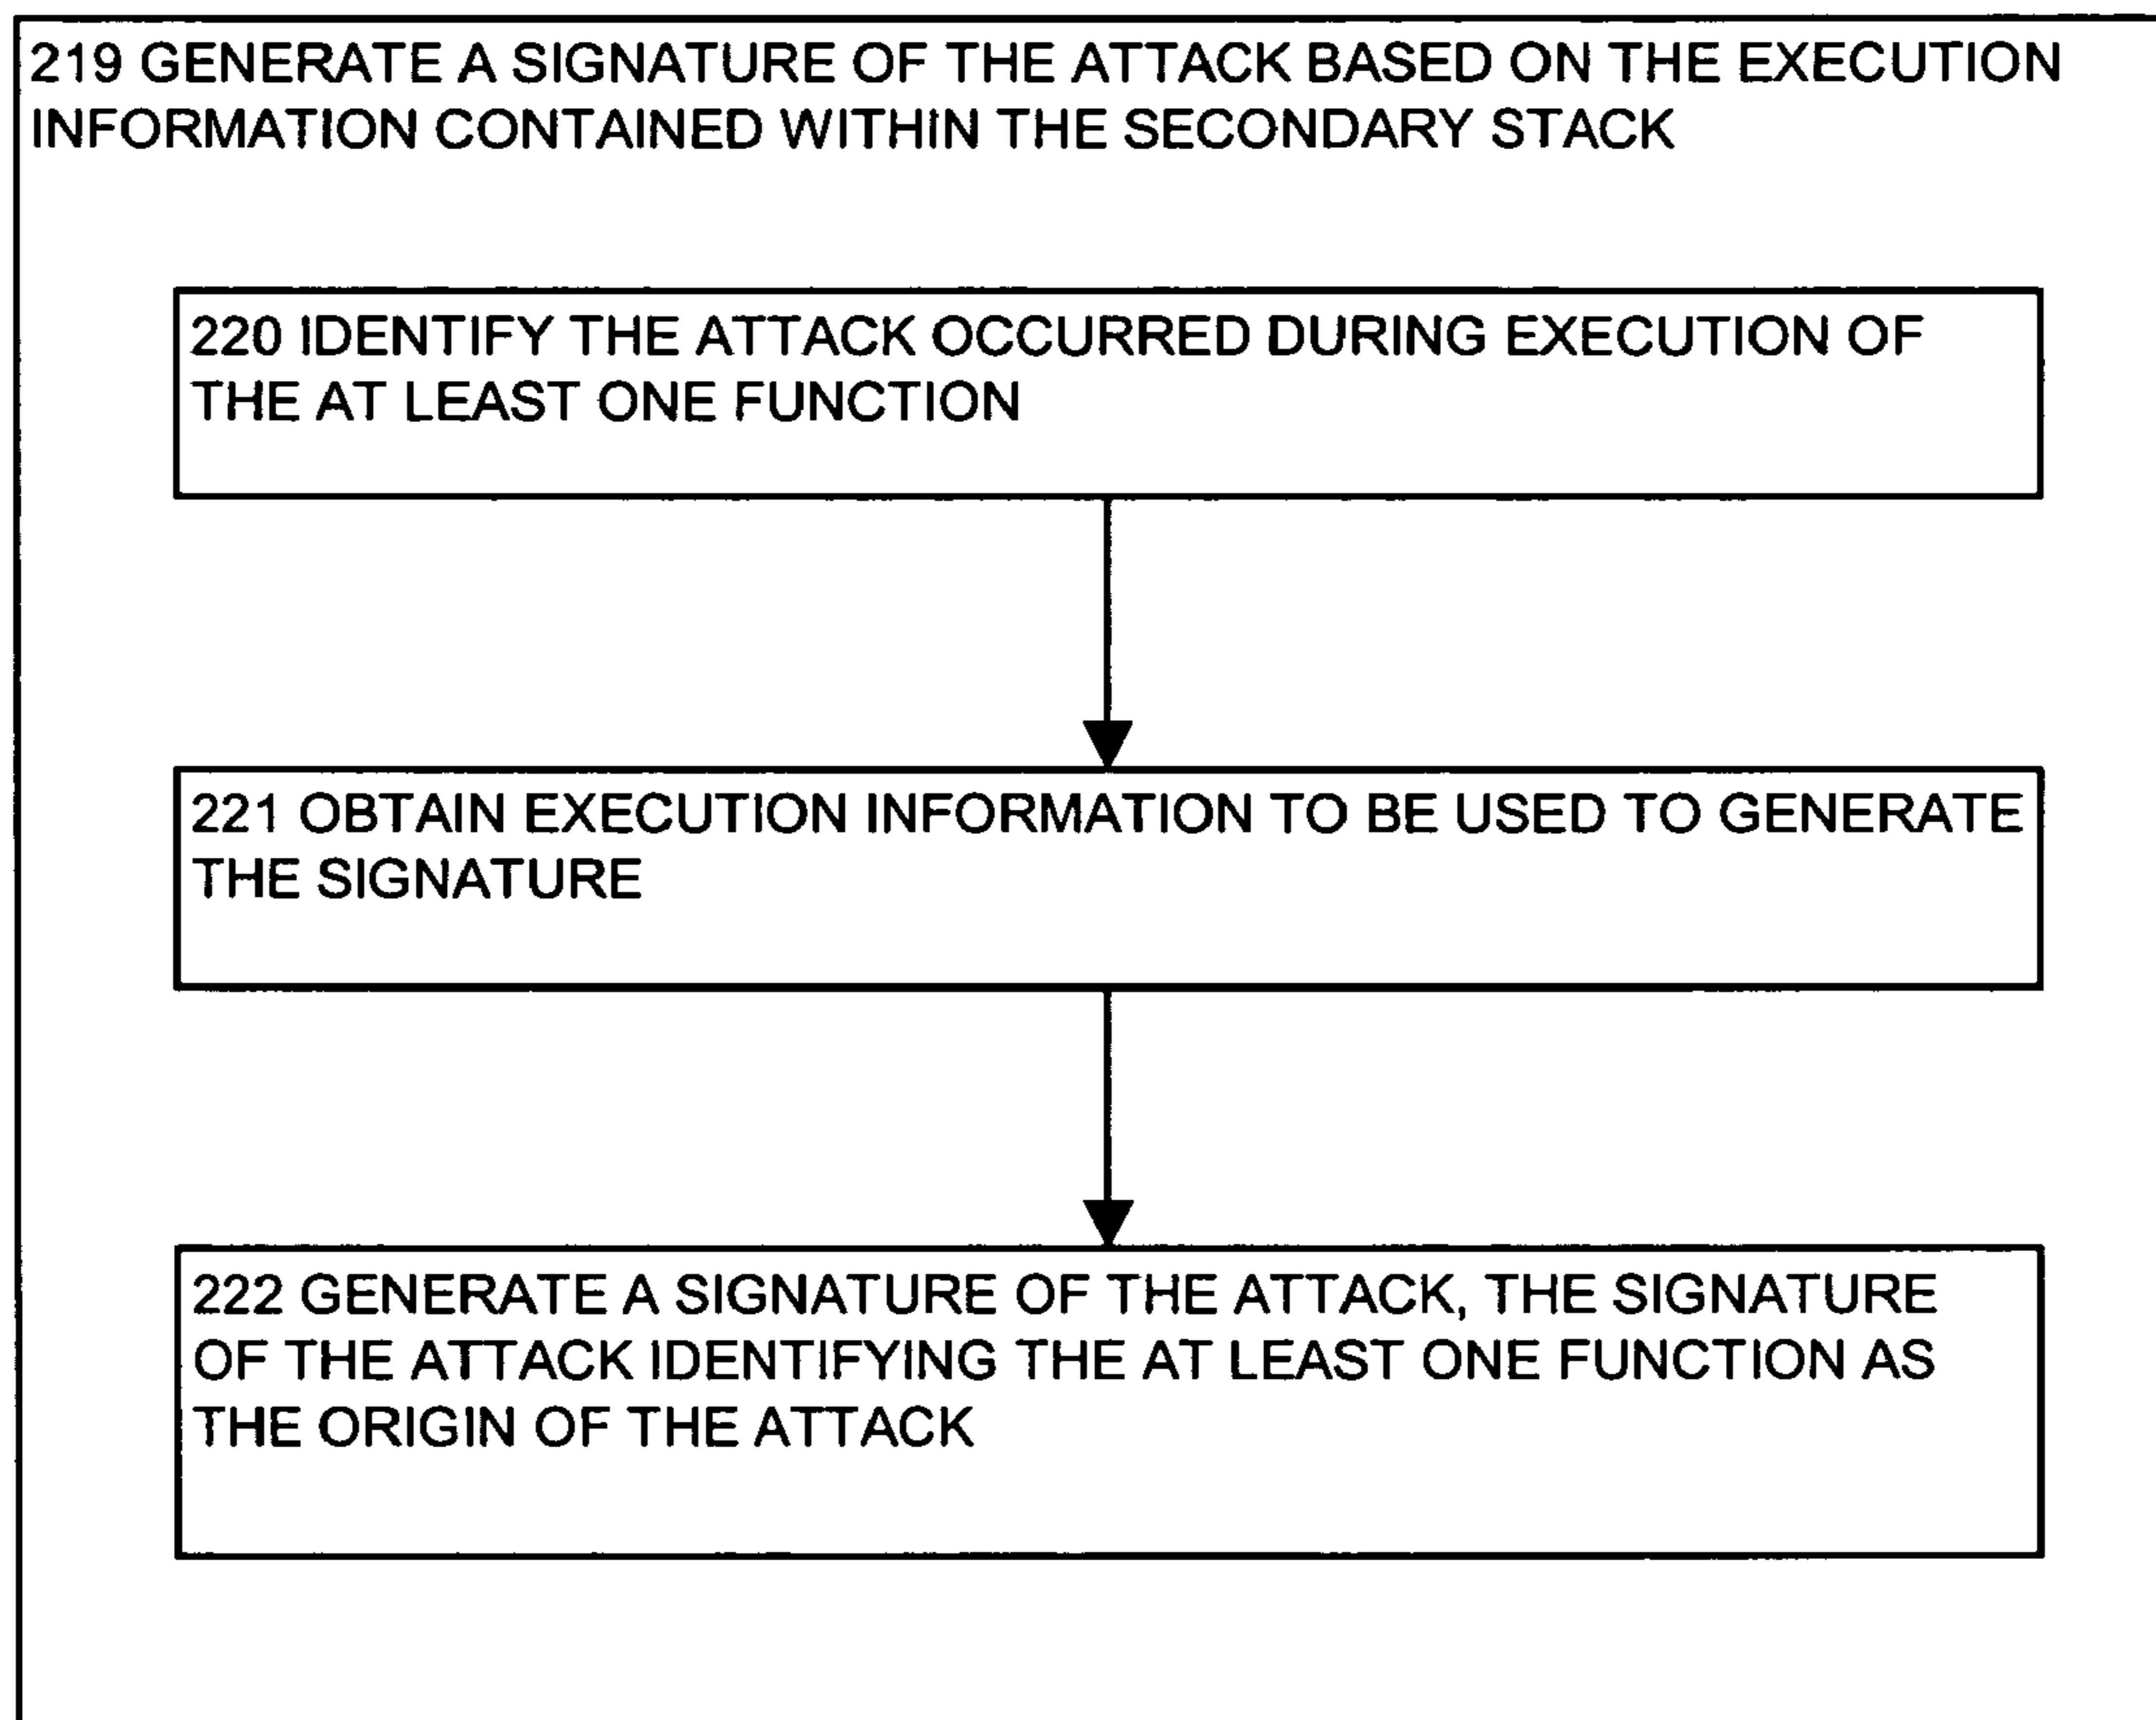 219 GENERATE A SIGNATURE OF THE ATTACK BASED ON THE EXECUTION
INFORMATION CONTAINED WITHIN THE SECONDARY STACK
220 IDENTIFY THE ATTACK OCCURRED DURING EXECUTION OF
THE AT LEAST ONE FUNCTION
221 OBTAIN EXECUTION INFORMATION TO BE USED TO GENERATE
THE SIGNATURE
222 GENERATE A SIGNATURE OF THE ATTACK, THE SIGNATURE
OF THE ATTACK IDENTIFYING THE AT LEAST ONE FUNCTION AS
THE ORIGIN OF THE ATTACK